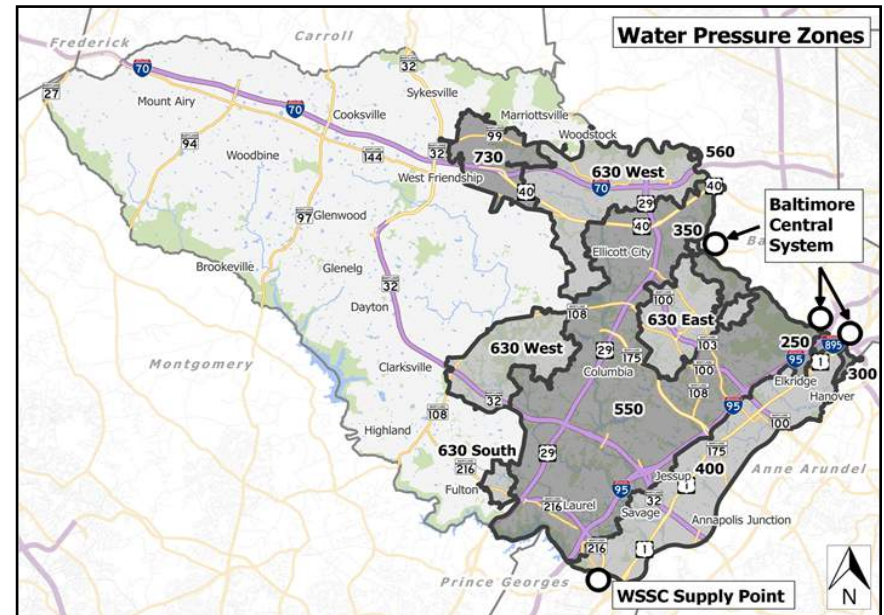 Water Pressure Zones
Frederick
Carroll
70
27
Mount Airy
70
Cooksville
32
Sykesville
Marriottsville
Woodstock
99
94
Woodbine
144
32
730
West Friendship
630 West
560
70
40
40
29
40
350
Baltimore
Central
System
Ba
Glenwood
97
Ellicott City
Brookeville
Glenelg
32
Dayton
108
100
630 East
630 West
29
175
103
250
95
895
1
300
Clarksville
Columbia
100
Elkridge
Hanover
32
108
Montgomery
108
550
95
100
Highland
630 South
29
175
216
400
Anne Arundel
Fulton
95
Jessup
1
216
Laurel
32
Savage
Annapolis Junction
216
1
Prince Georges
WSSC Supply Point
N